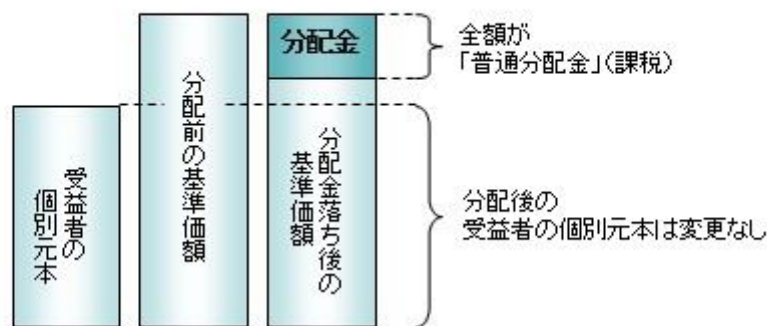 受益者の
個別元本
分配前の基準価額
分配金
分配金落ち後の
基準価額
全額が
「普通分配金」(課税)
分配後の
受益者の個別元本は変更なし